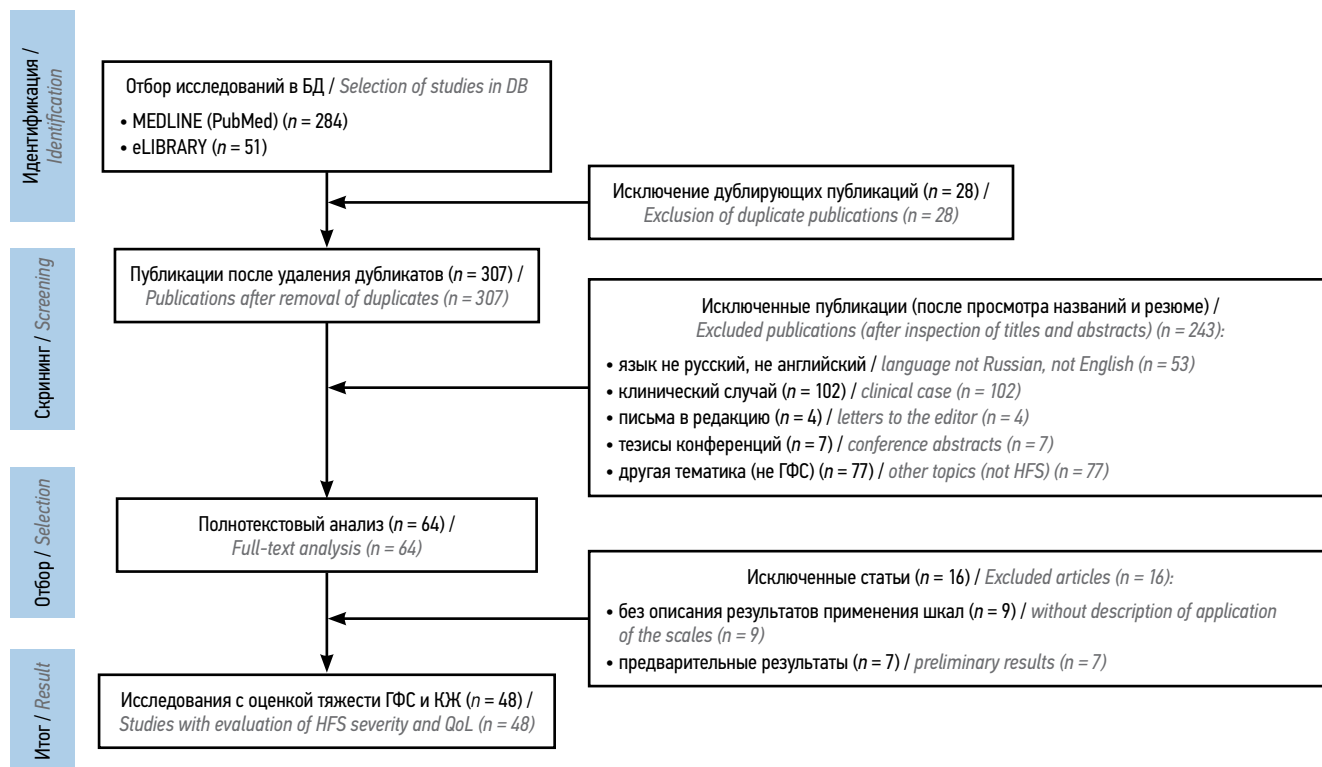 Идентификация /
Identification
Отбор исследований в БД / Selection of studies in DB
• MEDLINE (PubMed) (n = 284)
• eLIBRARY (n = 51)
Исключение дублирующих публикаций (n = 28) /
Exclusion of duplicate publications (n = 28)
Скрининг / Screening
Публикации после удаления дубликатов (n = 307) /
Publications after removal of duplicates (n = 307)
Исключенные публикации (после просмотра названий и резюме) /
Excluded publications (after inspection of titles and abstracts) (n = 243):
• язык не русский, не английский / language not Russian, not English (n = 53)
• клинический случай (n = 102) / clinical case (n = 102)
• письма в редакцию (n = 4) / letters to the editor (n = 4)
• тезисы конференций (n = 7) / conference abstracts (n = 7)
• другая тематика (не ГФС) (n = 77) / other topics (not HFS) (n = 77)
Отбор / Selection
Полнотекстовый анализ (n = 64) /
Full-text analysis (n = 64)
Исключенные статьи (n = 16) / Excluded articles (n = 16):
• без описания результатов применения шкал (n = 9) / without description of application
of the scales (n = 9)
• предварительные результаты (n = 7) / preliminary results (n = 7)
Итог / Result
Исследования с оценкой тяжести ГФС и КЖ (n = 48) /
Studies with evaluation of HFS severity and QoL (n = 48)